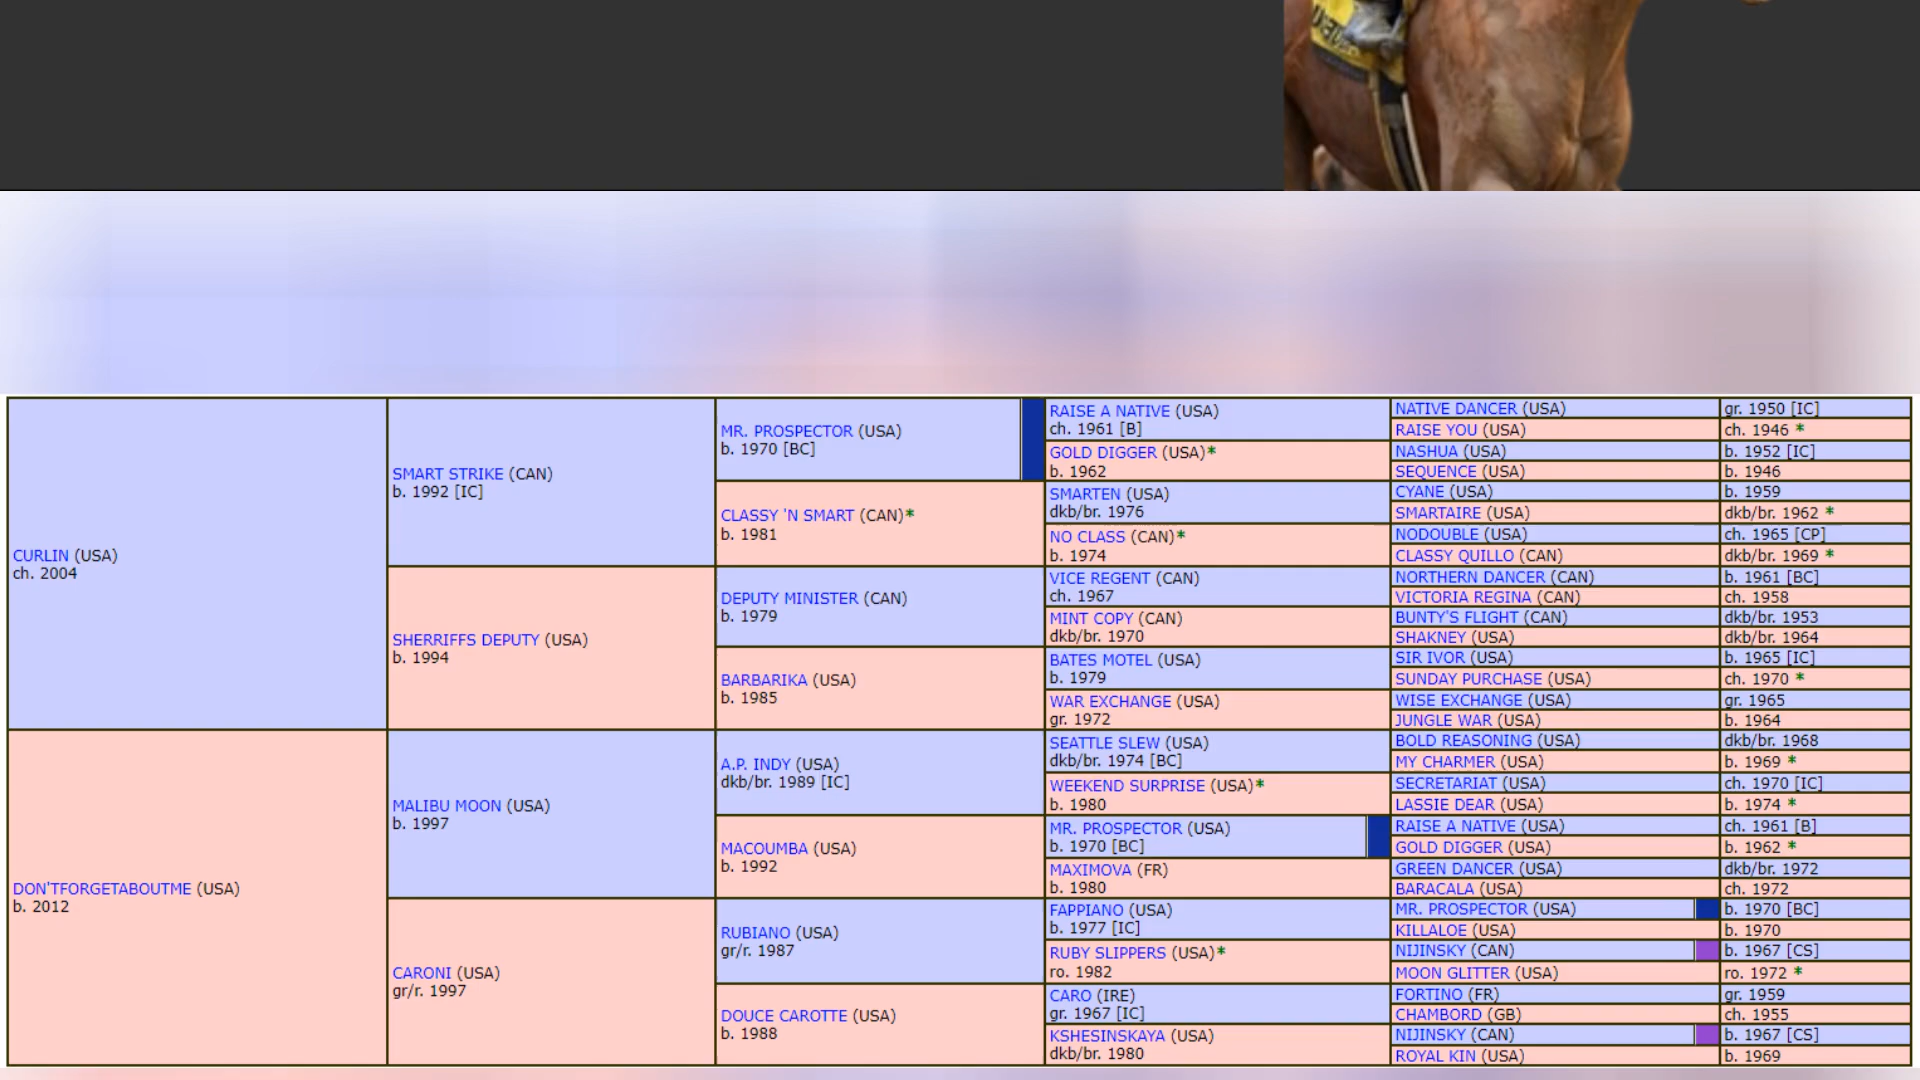 CURLIN (USA)
ch. 2004
DON'TFORGETABOUTME (USA)
b. 2012
SMART STRIKE (CAN)
b. 1992 [IC]
SHERRIFFS DEPUTY (USA)
b. 1994
MALIBU MOON (USA)
b. 1997
CARONI (USA)
gr/r. 1997
MR. PROSPECTOR (USA)
b. 1970 [BC]
CLASSY 'N SMART (CAN)*
b. 1981
DEPUTY MINISTER (CAN)
b. 1979
BARBARIKA (USA)
b. 1985
A.P. INDY (USA)
dkb/br. 1989 [IC]
MACOUMBA (USA)
b. 1992
RUBIANO (USA)
gr/r. 1987
DOUCE CAROTTE (USA)
b. 1988
RAISE A NATIVE (USA)
ch. 1961 [B]
GOLD DIGGER (USA)*
b. 1962
SMARTEN (USA)
dkb/br. 1976
NO CLASS (CAN)*
b. 1974
VICE REGENT (CAN)
ch. 1967
MINT COPY (CAN)
dkb/br. 1970
BATES MOTEL (USA)
b. 1979
WAR EXCHANGE (USA)
gr. 1972
SEATTLE SLEW (USA)
dkb/br. 1974 [BC]
WEEKEND SURPRISE (USA)*
b. 1980
MR. PROSPECTOR (USA)
b. 1970 [BC]
MAXIMOVA (FR)
b. 1980
FAPPIANO (USA)
b. 1977 [IC]
RUBY SLIPPERS (USA)*
ro. 1982
CARO (IRE)
gr. 1967 [IC]
KSHESINSKAYA (USA)
dkb/br. 1980
NATIVE DANCER (USA) gr. 1950 [IC]
RAISE YOU (USA) ch. 1946 *
NASHUA (USA) b. 1952 [IC]
SEQUENCE (USA) b. 1946
CYANE (USA) b. 1959
SMARTAIRE (USA) dkb/br. 1962 *
NODOUBLE (USA) ch. 1965 [CP]
CLASSY QUILLO (CAN) dkb/br. 1969 *
NORTHERN DANCER (CAN) b. 1961 [BC]
VICTORIA REGINA (CAN) ch. 1958
BUNTY'S FLIGHT (CAN) dkb/br. 1953
SHAKNEY (USA) dkb/br. 1964
SIR IVOR (USA) b. 1965 [IC]
SUNDAY PURCHASE (USA) ch. 1970 *
WISE EXCHANGE (USA) gr. 1965
JUNGLE WAR (USA) b. 1964
BOLD REASONING (USA) dkb/br. 1968
MY CHARMER (USA) b. 1969 *
SECRETARIAT (USA) ch. 1970 [IC]
LASSIE DEAR (USA) b. 1974 *
RAISE A NATIVE (USA) ch. 1961 [B]
GOLD DIGGER (USA) b. 1962 *
GREEN DANCER (USA) dkb/br. 1972
BARACALA (USA) ch. 1972
MR. PROSPECTOR (USA) b. 1970 [BC]
KILLALOE (USA) b. 1970
NIJINSKY (CAN) b. 1967 [CS]
MOON GLITTER (USA) ro. 1972 *
FORTINO (FR) gr. 1959
CHAMBORD (GB) ch. 1955
NIJINSKY (CAN) b. 1967 [CS]
ROYAL KIN (USA) b. 1969